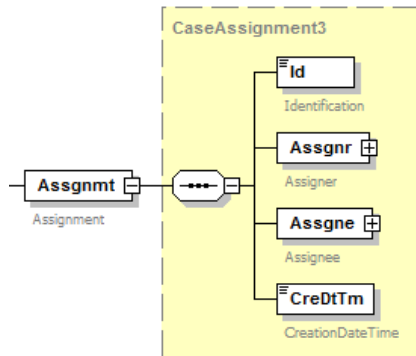 CaseAssignment3
Id
Identification
Assgnr
Assigner
Assgnmt
Assignment
Assgne
Assignee
CreDtTm
CreationDateTime